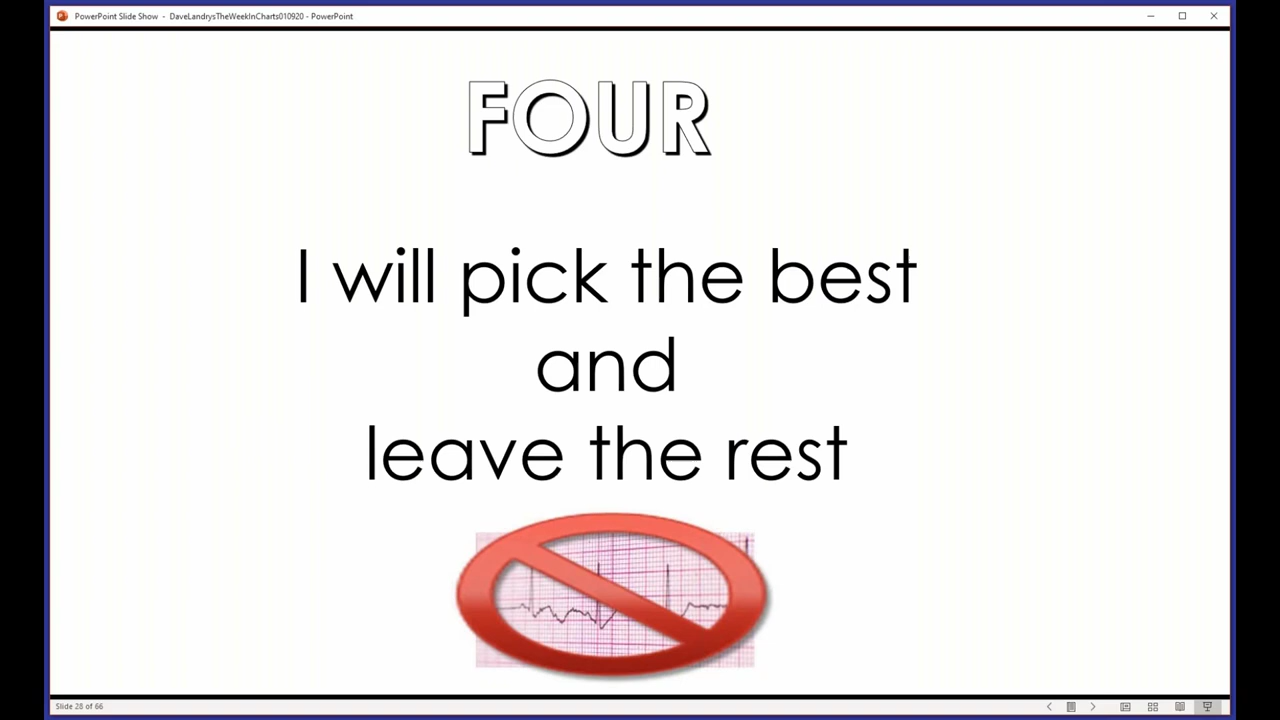 PowerPoint Slide Show - DaveLandrysTheWeekInCharts010920 - PowerPoint
FOUR
I will pick the best
and
leave the rest
Slide 28 of 66